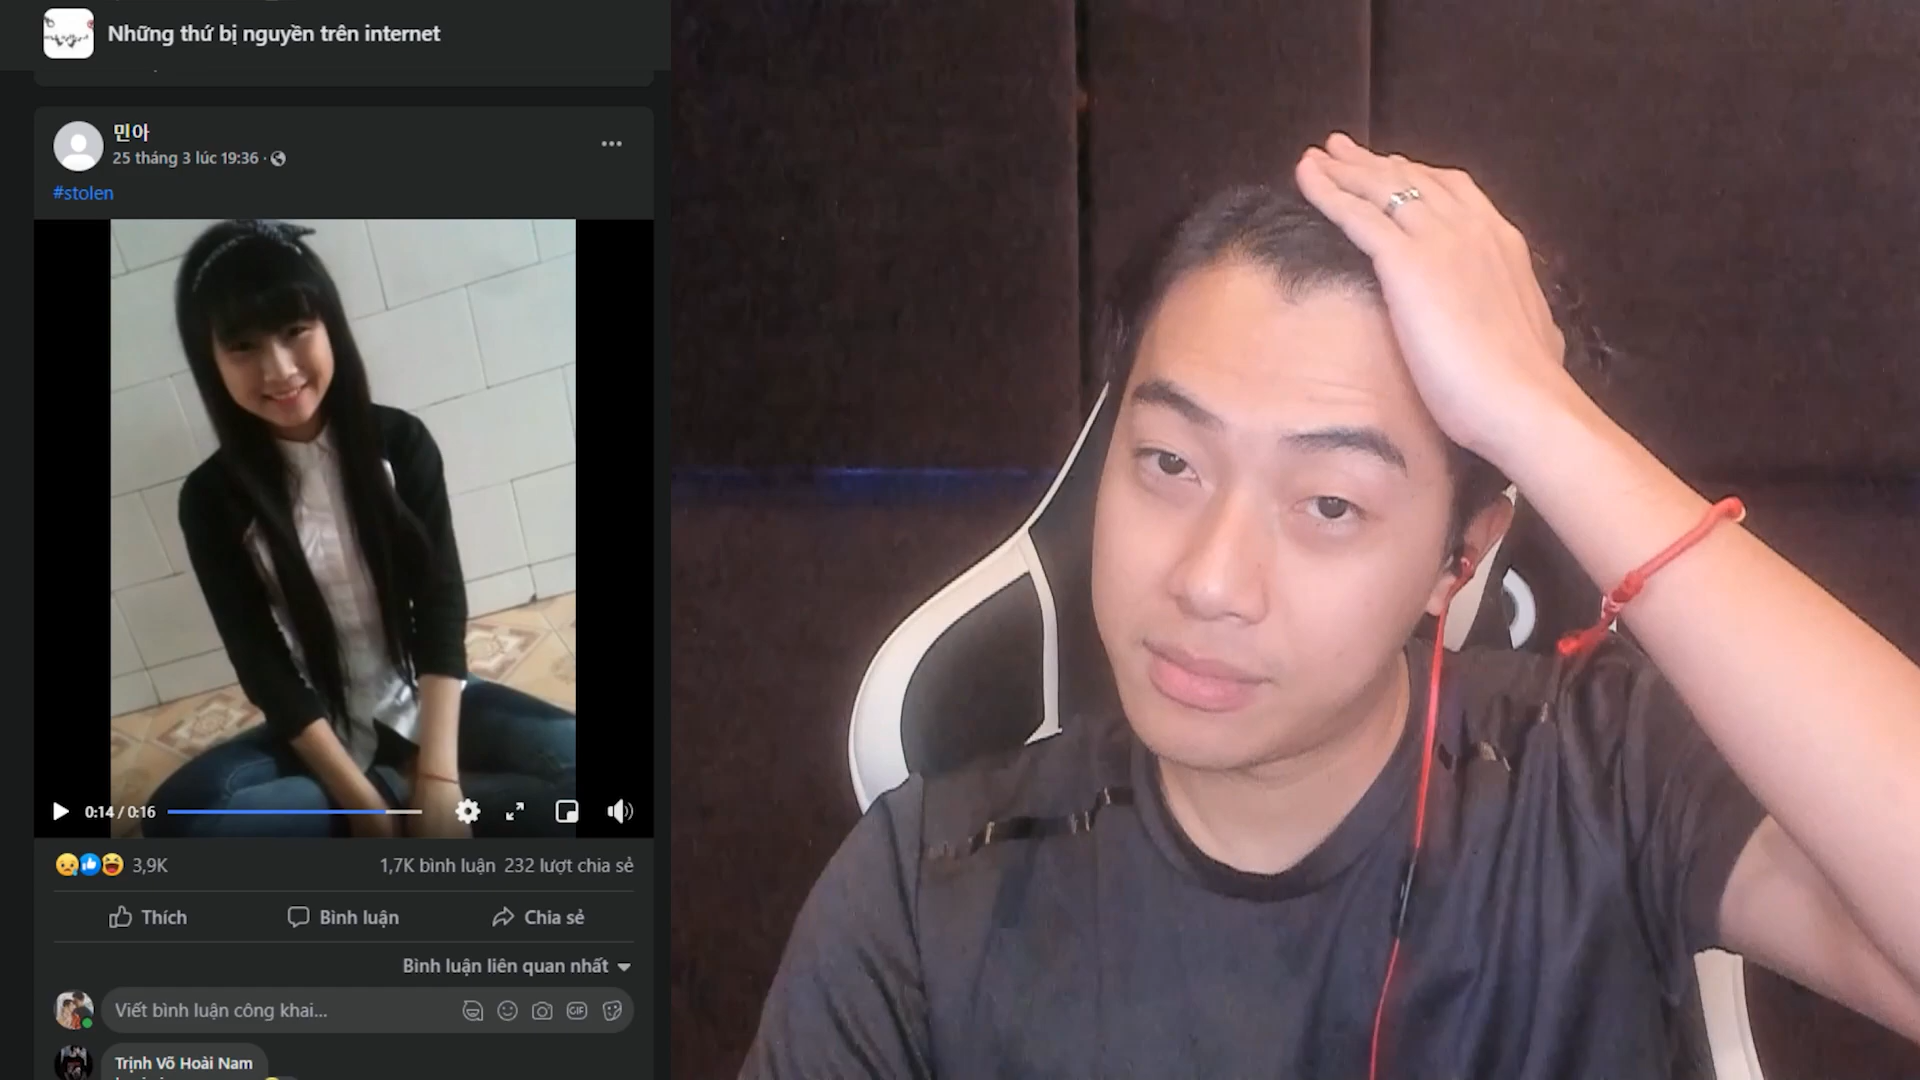 Những thứ bị nguyền trên internet
민아
25 tháng 3 lúc 19:36
#stolen
0:14 / 0:16
3,9K
1,7K bình luận 232 lượt chia sẻ
Thích
Bình luận
Chia sẻ
Bình luận liên quan nhất
Viết bình luận công khai...
GIF
Trịnh Võ Hoài Nam